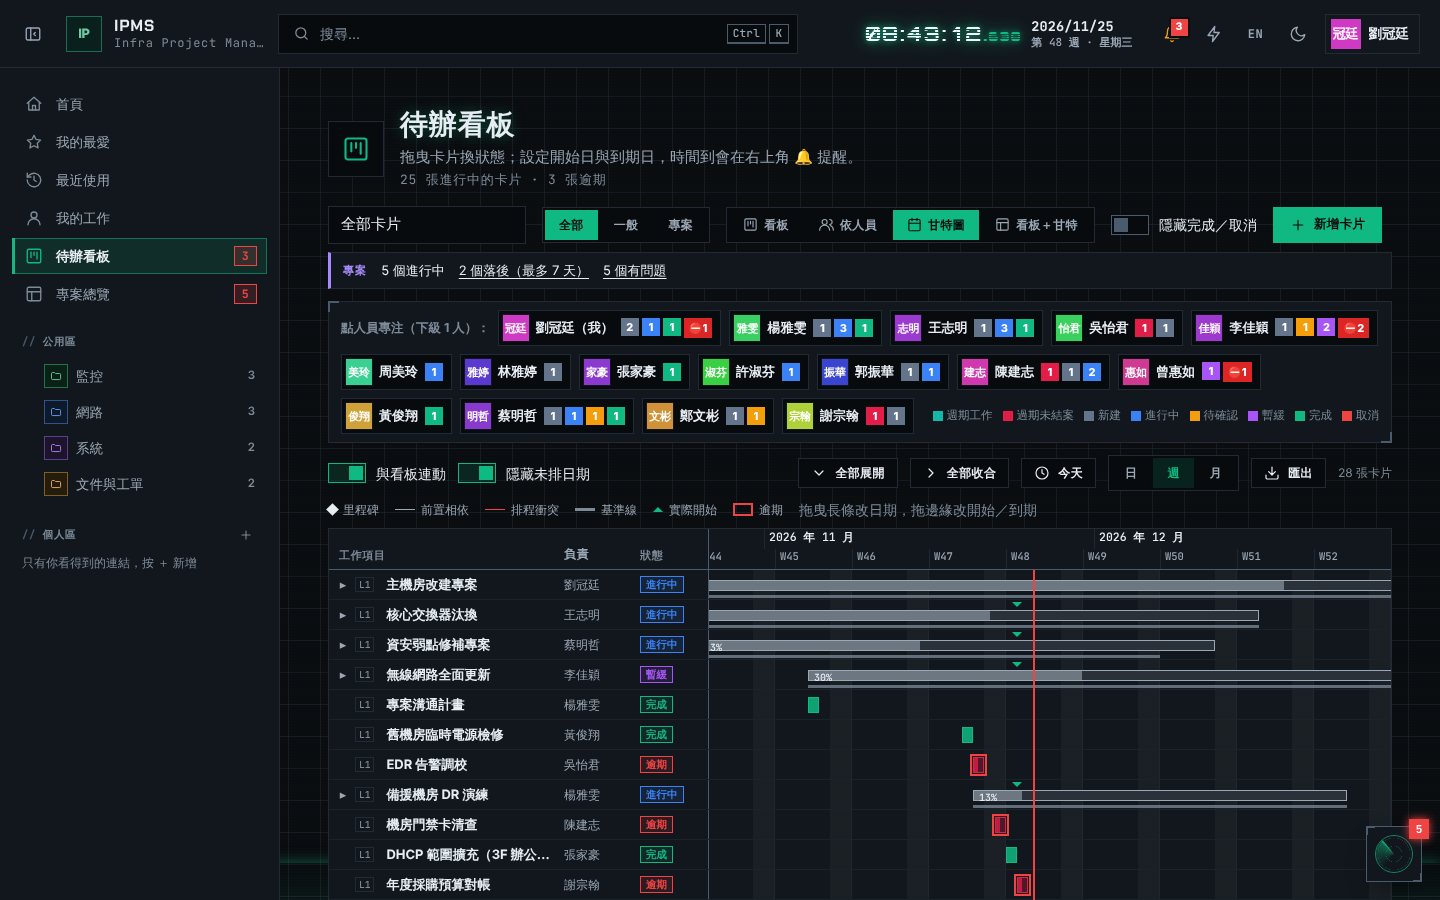 IP
IPMS
Infra Project Mana…
搜尋...
Ctrl K
00:43:12
2026/11/25
第 48 週 · 星期三
3
EN
冠廷 劉冠廷
首頁
我的最愛
最近使用
我的工作
待辦看板 3
專案總覽 5
// 公用區
監控 3
網路 3
系統 2
文件與工單 2
// 個人區 +
只有你看得到的連結，按 + 新增
待辦看板
拖曳卡片換狀態；設定開始日與到期日，時間到會在右上角 🔔 提醒。
25 張進行中的卡片 · 3 張逾期
全部卡片
全部 一般 專案
看板 依人員 甘特圖 看板＋甘特
隱藏完成／取消
+ 新增卡片
專案 5 個進行中 2 個落後（最多 7 天） 5 個有問題
點人員專注（下級 1 人）：
冠廷 劉冠廷（我） 2 1 1 ⛔1
雅雯 楊雅雯 1 3 1
志明 王志明 1 3 1
怡君 吳怡君 1 1
佳穎 李佳穎 1 1 2 ⛔2
美玲 周美玲 1
雅婷 林雅婷 1
家豪 張家豪 1
淑芬 許淑芬 1
振華 郭振華 1 1
建志 陳建志 1 1 2
惠如 曾惠如 1 ⛔1
俊翔 黃俊翔 1
明哲 蔡明哲 1 1 1 1
文彬 鄭文彬 1 1
宗翰 謝宗翰 1 1
週期工作 過期未結案 新建 進行中 待確認 暫緩 完成 取消
與看板連動 隱藏未排日期
全部展開 全部收合 今天 日 週 月 匯出 28 張卡片
里程碑 前置相依 排程衝突 基準線 實際開始 逾期 拖曳長條改日期，拖邊緣改開始／到期
2026 年 11 月 2026 年 12 月
工作項目 負責 狀態 44 W45 W46 W47 W48 W49 W50 W51 W52
▶ L1 主機房改建專案 劉冠廷 進行中
▶ L1 核心交換器汰換 王志明 進行中
▶ L1 資安弱點修補專案 蔡明哲 進行中 3%
▶ L1 無線網路全面更新 李佳穎 暫緩 30%
L1 專案溝通計畫 楊雅雯 完成
L1 舊機房臨時電源檢修 黃俊翔 完成
L1 EDR 告警調校 吳怡君 逾期
▶ L1 備援機房 DR 演練 楊雅雯 進行中 13%
L1 機房門禁卡清查 陳建志 逾期
L1 DHCP 範圍擴充（3F 辦公… 張家豪 完成
L1 年度採購預算對帳 謝宗翰 逾期
5